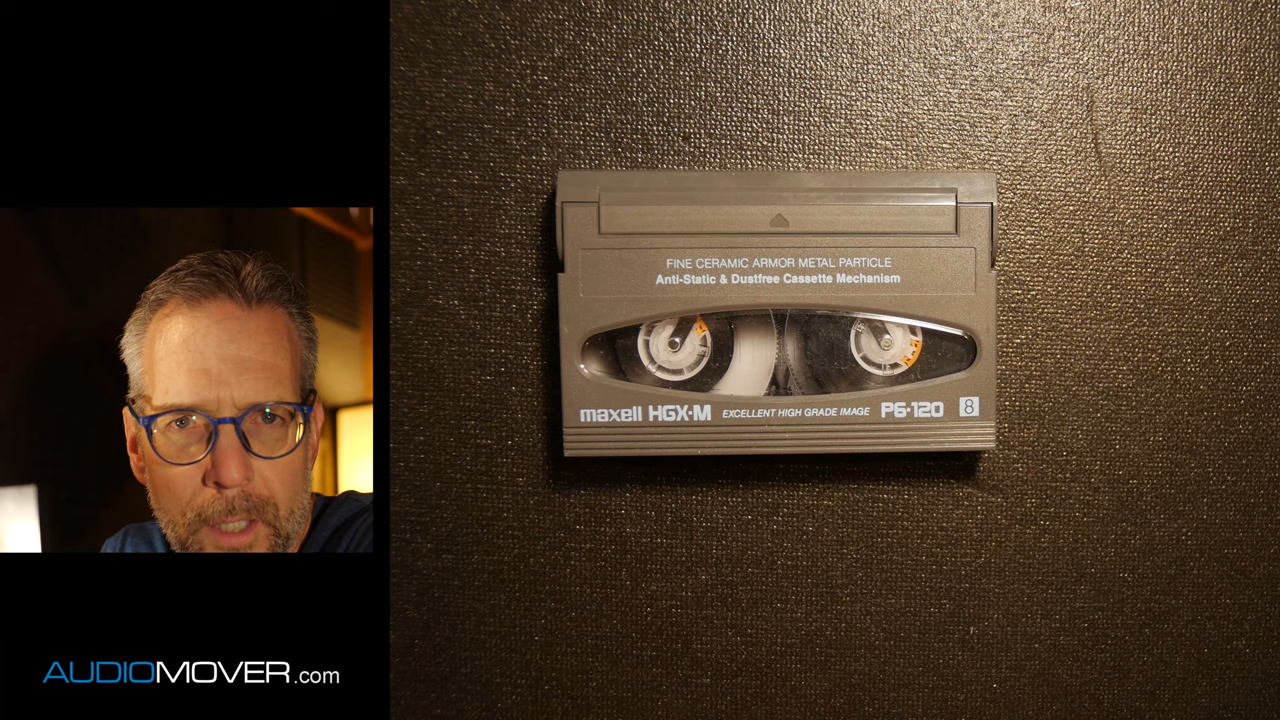 FINE CERAMIC ARMOR METAL PARTICLE
Anti-Static & Dustfree Cassette Mechanism
maxell HGX-M EXCELLENT HIGH GRADE IMAGE P6-120 8
AUDIOMOVER.com